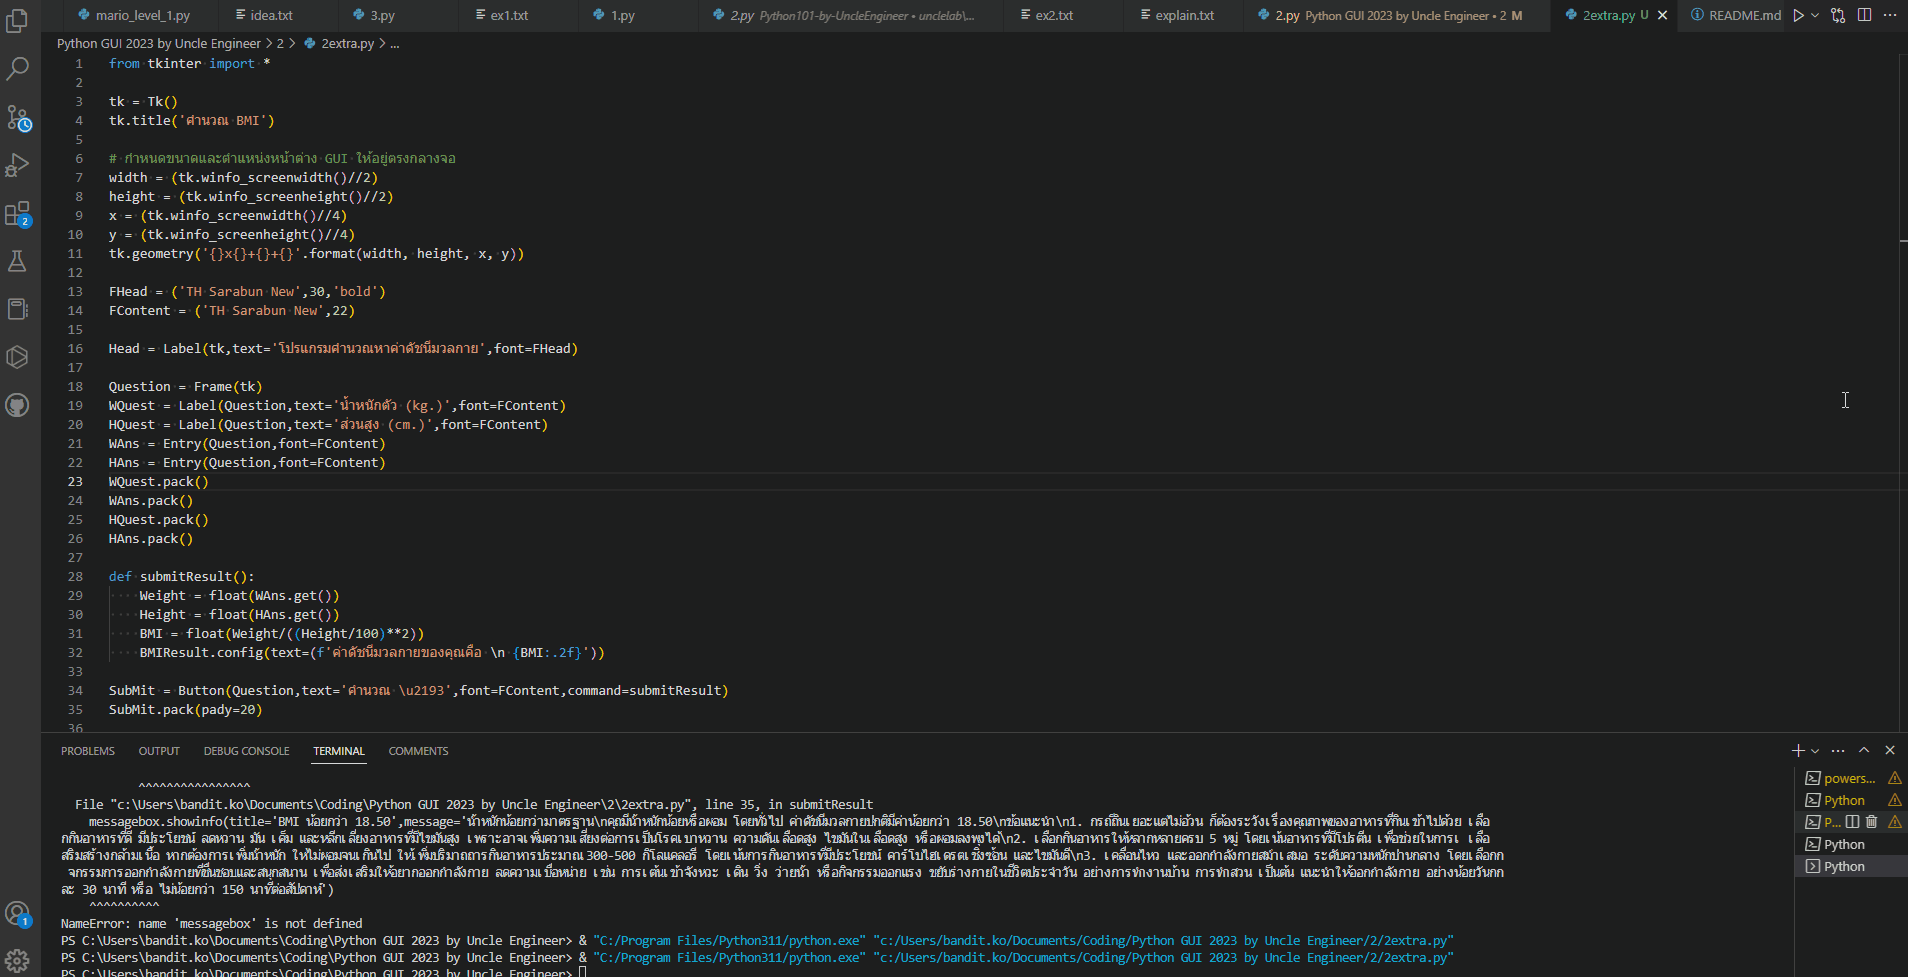 mario_level_1.py
idea.txt
3.py
ex1.txt
1.py
2.py Python101-by-UncleEngineer • unclelab\...
ex2.txt
explain.txt
2.py Python GUI 2023 by Uncle Engineer • 2 M
2extra.py U
README.md
Python GUI 2023 by Uncle Engineer > 2 > 2extra.py > ...
1 from tkinter import *
2
3 tk = Tk()
4 tk.title('คำนวณ BMI')
5
6 # กำหนดขนาดและตำแหน่งหน้าต่าง GUI ให้อยู่ตรงกลางจอ
7 width = (tk.winfo_screenwidth()//2)
8 height = (tk.winfo_screenheight()//2)
9 x = (tk.winfo_screenwidth()//4)
10 y = (tk.winfo_screenheight()//4)
11 tk.geometry('{}x{}+{}+{}'.format(width, height, x, y))
12
13 FHead = ('TH Sarabun New',30,'bold')
14 FContent = ('TH Sarabun New',22)
15
16 Head = Label(tk,text='โปรแกรมคำนวณหาค่าดัชนีมวลกาย',font=FHead)
17
18 Question = Frame(tk)
19 WQuest = Label(Question,text='น้ำหนักตัว (kg.)',font=FContent)
20 HQuest = Label(Question,text='ส่วนสูง (cm.)',font=FContent)
21 WAns = Entry(Question,font=FContent)
22 HAns = Entry(Question,font=FContent)
23 WQuest.pack()
24 WAns.pack()
25 HQuest.pack()
26 HAns.pack()
27
28 def submitResult():
29 Weight = float(WAns.get())
30 Height = float(HAns.get())
31 BMI = float(Weight/((Height/100)**2))
32 BMIResult.config(text=(f'ค่าดัชนีมวลกายของคุณคือ \n {BMI:.2f}'))
33
34 SubMit = Button(Question,text='คำนวณ \u2193',font=FContent,command=submitResult)
35 SubMit.pack(pady=20)
36
PROBLEMS OUTPUT DEBUG CONSOLE TERMINAL COMMENTS
^^^^^^^^^^^^^^^^
File "c:\Users\bandit.ko\Documents\Coding\Python GUI 2023 by Uncle Engineer\2\2extra.py", line 35, in submitResult
messagebox.showinfo(title='BMI น้อยกว่า 18.50',message='น้ำหนักน้อยกว่ามาตรฐาน\nคุณมีน้ำหนักน้อยหรือผอม โดยทั่วไป ค่าดัชนีมวลกายปกติมีค่าน้อยกว่า 18.50\nข้อแนะนำ\n1. กรณีกินเยอะแต่ไม่อ้วน ก็ต้องระวังเรื่องคุณภาพของอาหารที่กินเข้าไปด้วย เลือ
กกินอาหารที่ดี มีประโยชน์ ลดหวาน มัน เค็ม และหลีกเลี่ยงอาหารที่มีไขมันสูง เพราะอาจเพิ่มความเสี่ยงต่อการเป็นโรคเบาหวาน ความดันเลือดสูง ไขมันในเลือดสูง หรือผอมลงพุงได้\n2. เลือกกินอาหารให้หลากหลายครบ 5 หมู่ โดยเน้นอาหารที่มีโปรตีน เพื่อช่วยในการเ เลือ
สริมสร้างกล้ามเนื้อ หากต้องการเพิ่มน้ำหนัก ให้ไม่ผอมจนเกินไป ให้เพิ่มปริมาณการกินอาหารประมาณ 300-500 กิโลแคลอรี่ โดยเน้นการกินอาหารที่มีประโยชน์ คาร์โบไฮเดรตเชิงซ้อน และไขมันดี\n3. เคลื่อนไหว และออกกำลังกายสม่ำเสมอ ระดับความหนักปานกลาง โดยเลือกก
จกรรมการออกกำลังกายที่ชื่นชอบและสนุกสนาน เพื่อส่งเสริมให้อยากออกกำลังกาย ลดความเบื่อหน่าย เช่น การเต้นเข้าจังหวะ เดิน วิ่ง ว่ายน้ำ หรือกิจกรรมออกแรง ขยับร่างกายในชีวิตประจำวัน อย่างการทำงานบ้าน การทำสวน เป็นต้น แนะนำให้ออกกำลังกาย อย่างน้อยวันกก
ละ 30 นาที หรือ ไม่น้อยกว่า 150 นาทีต่อสัปดาห์')
^^^^^^^^^^
NameError: name 'messagebox' is not defined
PS C:\Users\bandit.ko\Documents\Coding\Python GUI 2023 by Uncle Engineer> & "C:/Program Files/Python311/python.exe" "c:/Users/bandit.ko/Documents/Coding/Python GUI 2023 by Uncle Engineer/2/2extra.py"
PS C:\Users\bandit.ko\Documents\Coding\Python GUI 2023 by Uncle Engineer> & "C:/Program Files/Python311/python.exe" "c:/Users/bandit.ko/Documents/Coding/Python GUI 2023 by Uncle Engineer/2/2extra.py"
PS C:\Users\bandit.ko\Documents\Coding\Python GUI 2023 by Uncle Engineer>
powers...
Python
P...
Python
Python
2
1